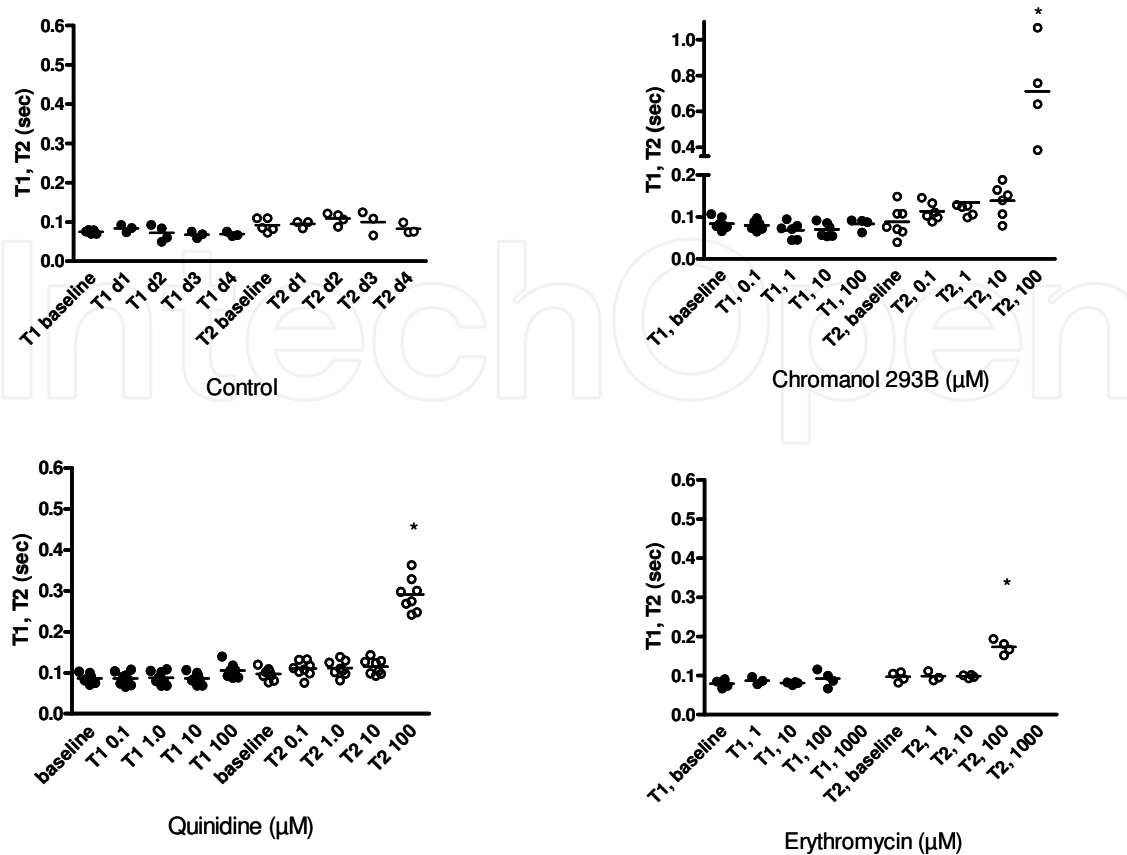 0.6
0.5
0.4
0.3
0.2
0.1
0.0
T1, T2 (sec)
T1 baseline
T1 d1
T1 d2
T1 d3
T1 d4
T2 baseline
T2 d1
T2 d2
T2 d3
T2 d4
Control
*
1.0
0.8
0.6
0.4
0.2
0.1
0.0
T1, T2 (sec)
T1, baseline
T1, 0.1
T1, 1
T1, 10
T1, 100
T2, baseline
T2, 0.1
T2, 1
T2, 10
T2, 100
Chromanol 293B (µM)
IntechOpen
0.6
0.5
0.4
0.3
0.2
0.1
0.0
T1, T2 (sec)
*
baseline
T1 0.1
T1 1.0
T1 10
T1 100
baseline
T2 0.1
T2 1.0
T2 10
T2 100
Quinidine (µM)
0.6
0.5
0.4
0.3
0.2
0.1
0.0
T1, T2 (sec)
*
T1, baseline
T1, 1
T1, 10
T1, 100
T1, 1000
T2, baseline
T2, 1
T2, 10
T2, 100
T2, 1000
Erythromycin (µM)